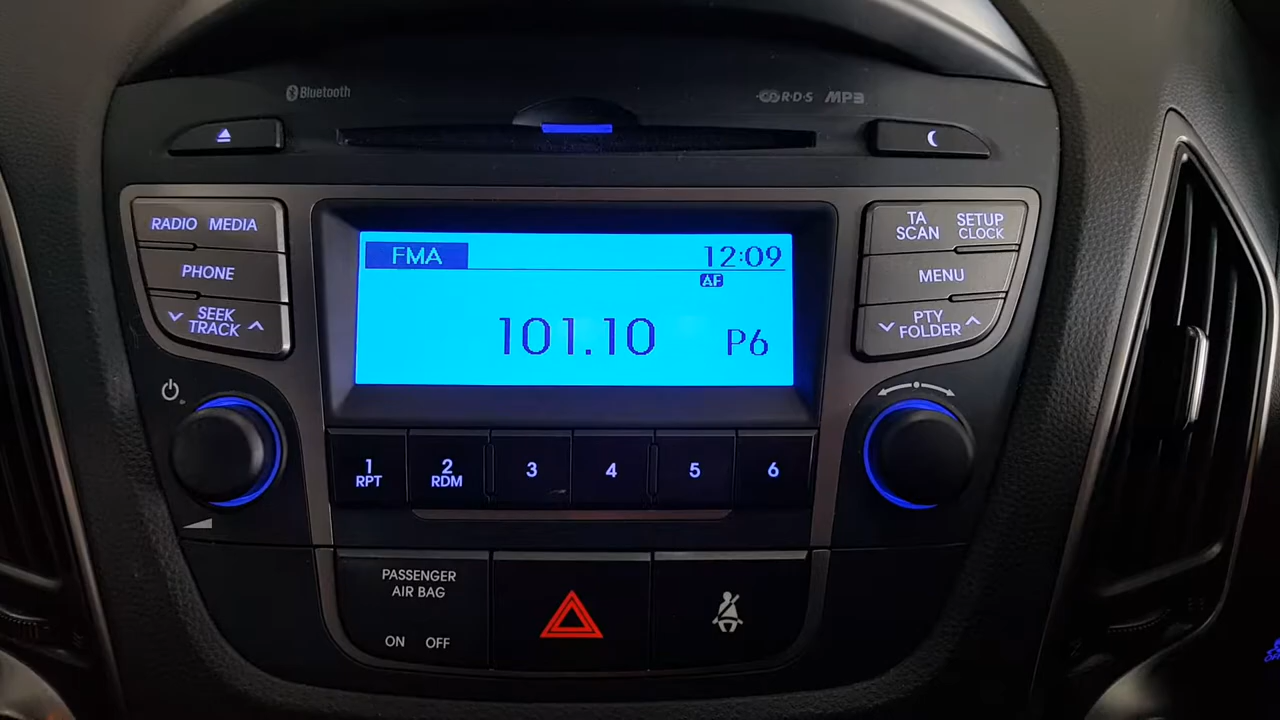 Bluetooth
R·D·S MP3
RADIO MEDIA
PHONE
SEEK
TRACK
FMA
12:09
AF
101.10 P6
TA
SCAN
SETUP
CLOCK
MENU
PTY
FOLDER
1
RPT
2
RDM
3
4
5
6
PASSENGER
AIR BAG
ON OFF